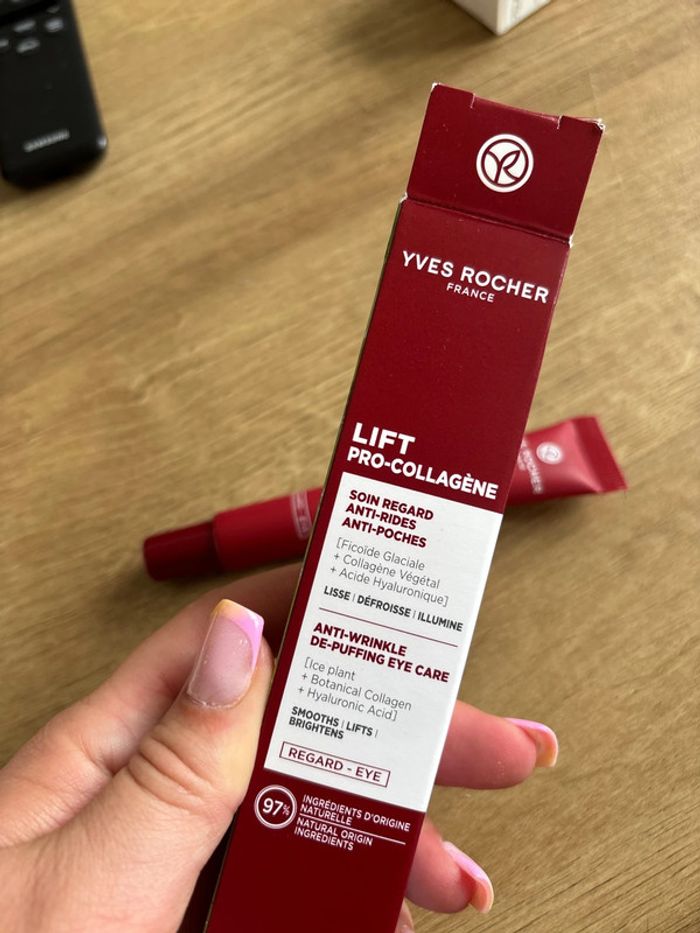 SAMSUNG
YVES ROCHER
FRANCE
LIFT
PRO-COLLAGÈNE
SOIN REGARD
ANTI-RIDES
ANTI-POCHES
[Ficoïde Glaciale
+ Collagène Végétal
+ Acide Hyaluronique]
LISSE | DÉFROISSE | ILLUMINE
ANTI-WRINKLE
DE-PUFFING EYE CARE
[Ice plant
+ Botanical Collagen
+ Hyaluronic Acid]
SMOOTHS | LIFTS |
BRIGHTENS
REGARD - EYE
97%
INGRÉDIENTS D'ORIGINE
NATURELLE
NATURAL ORIGIN
INGREDIENTS
ROCHER